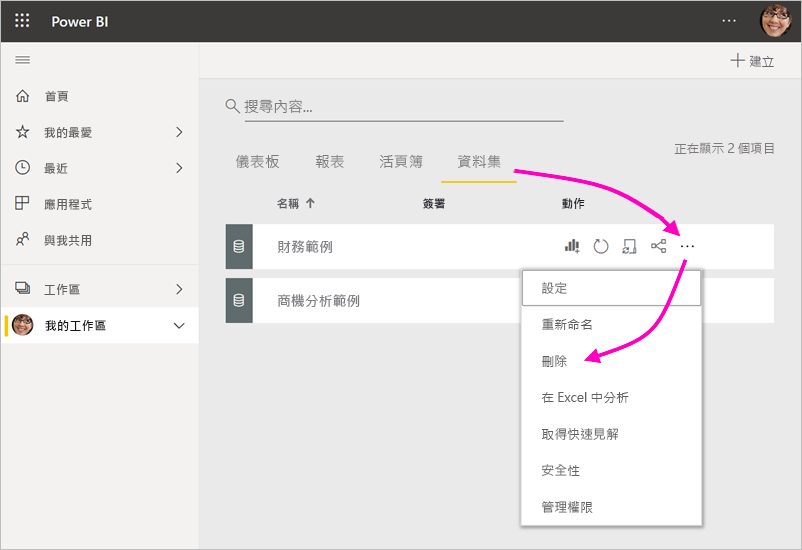 Power BI
建立
首頁
我的最愛
最近
應用程式
與我共用
工作區
我的工作區
搜尋內容...
儀表板 報表 活頁簿 資料集
正在顯示 2 個項目
名稱 簽署 動作
財務範例
商機分析範例
設定
重新命名
刪除
在 Excel 中分析
取得快速見解
安全性
管理權限